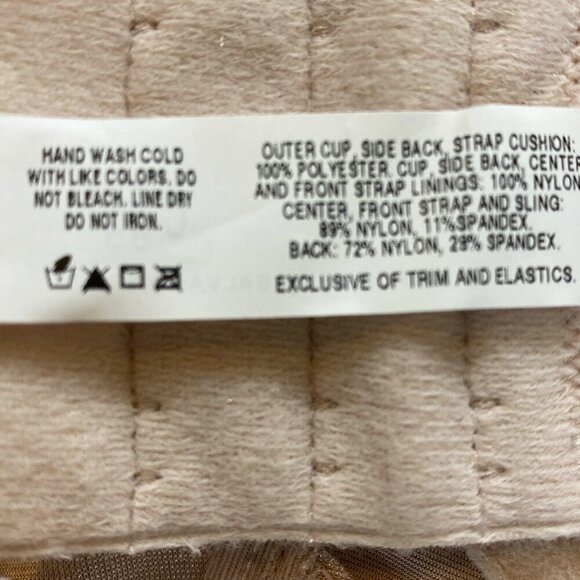 HAND WASH COLD
WITH LIKE COLORS. DO
NOT BLEACH. LINE DRY
DO NOT IRON.
OUTER CUP, SIDE BACK, STRAP CUSHION:
100% POLYESTER. CUP, SIDE BACK, CENTER
AND FRONT STRAP LININGS: 100% NYLON
CENTER, FRONT STRAP AND SLING:
89% NYLON, 11% SPANDEX.
BACK: 72% NYLON, 28% SPANDEX.
EXCLUSIVE OF TRIM AND ELASTICS.